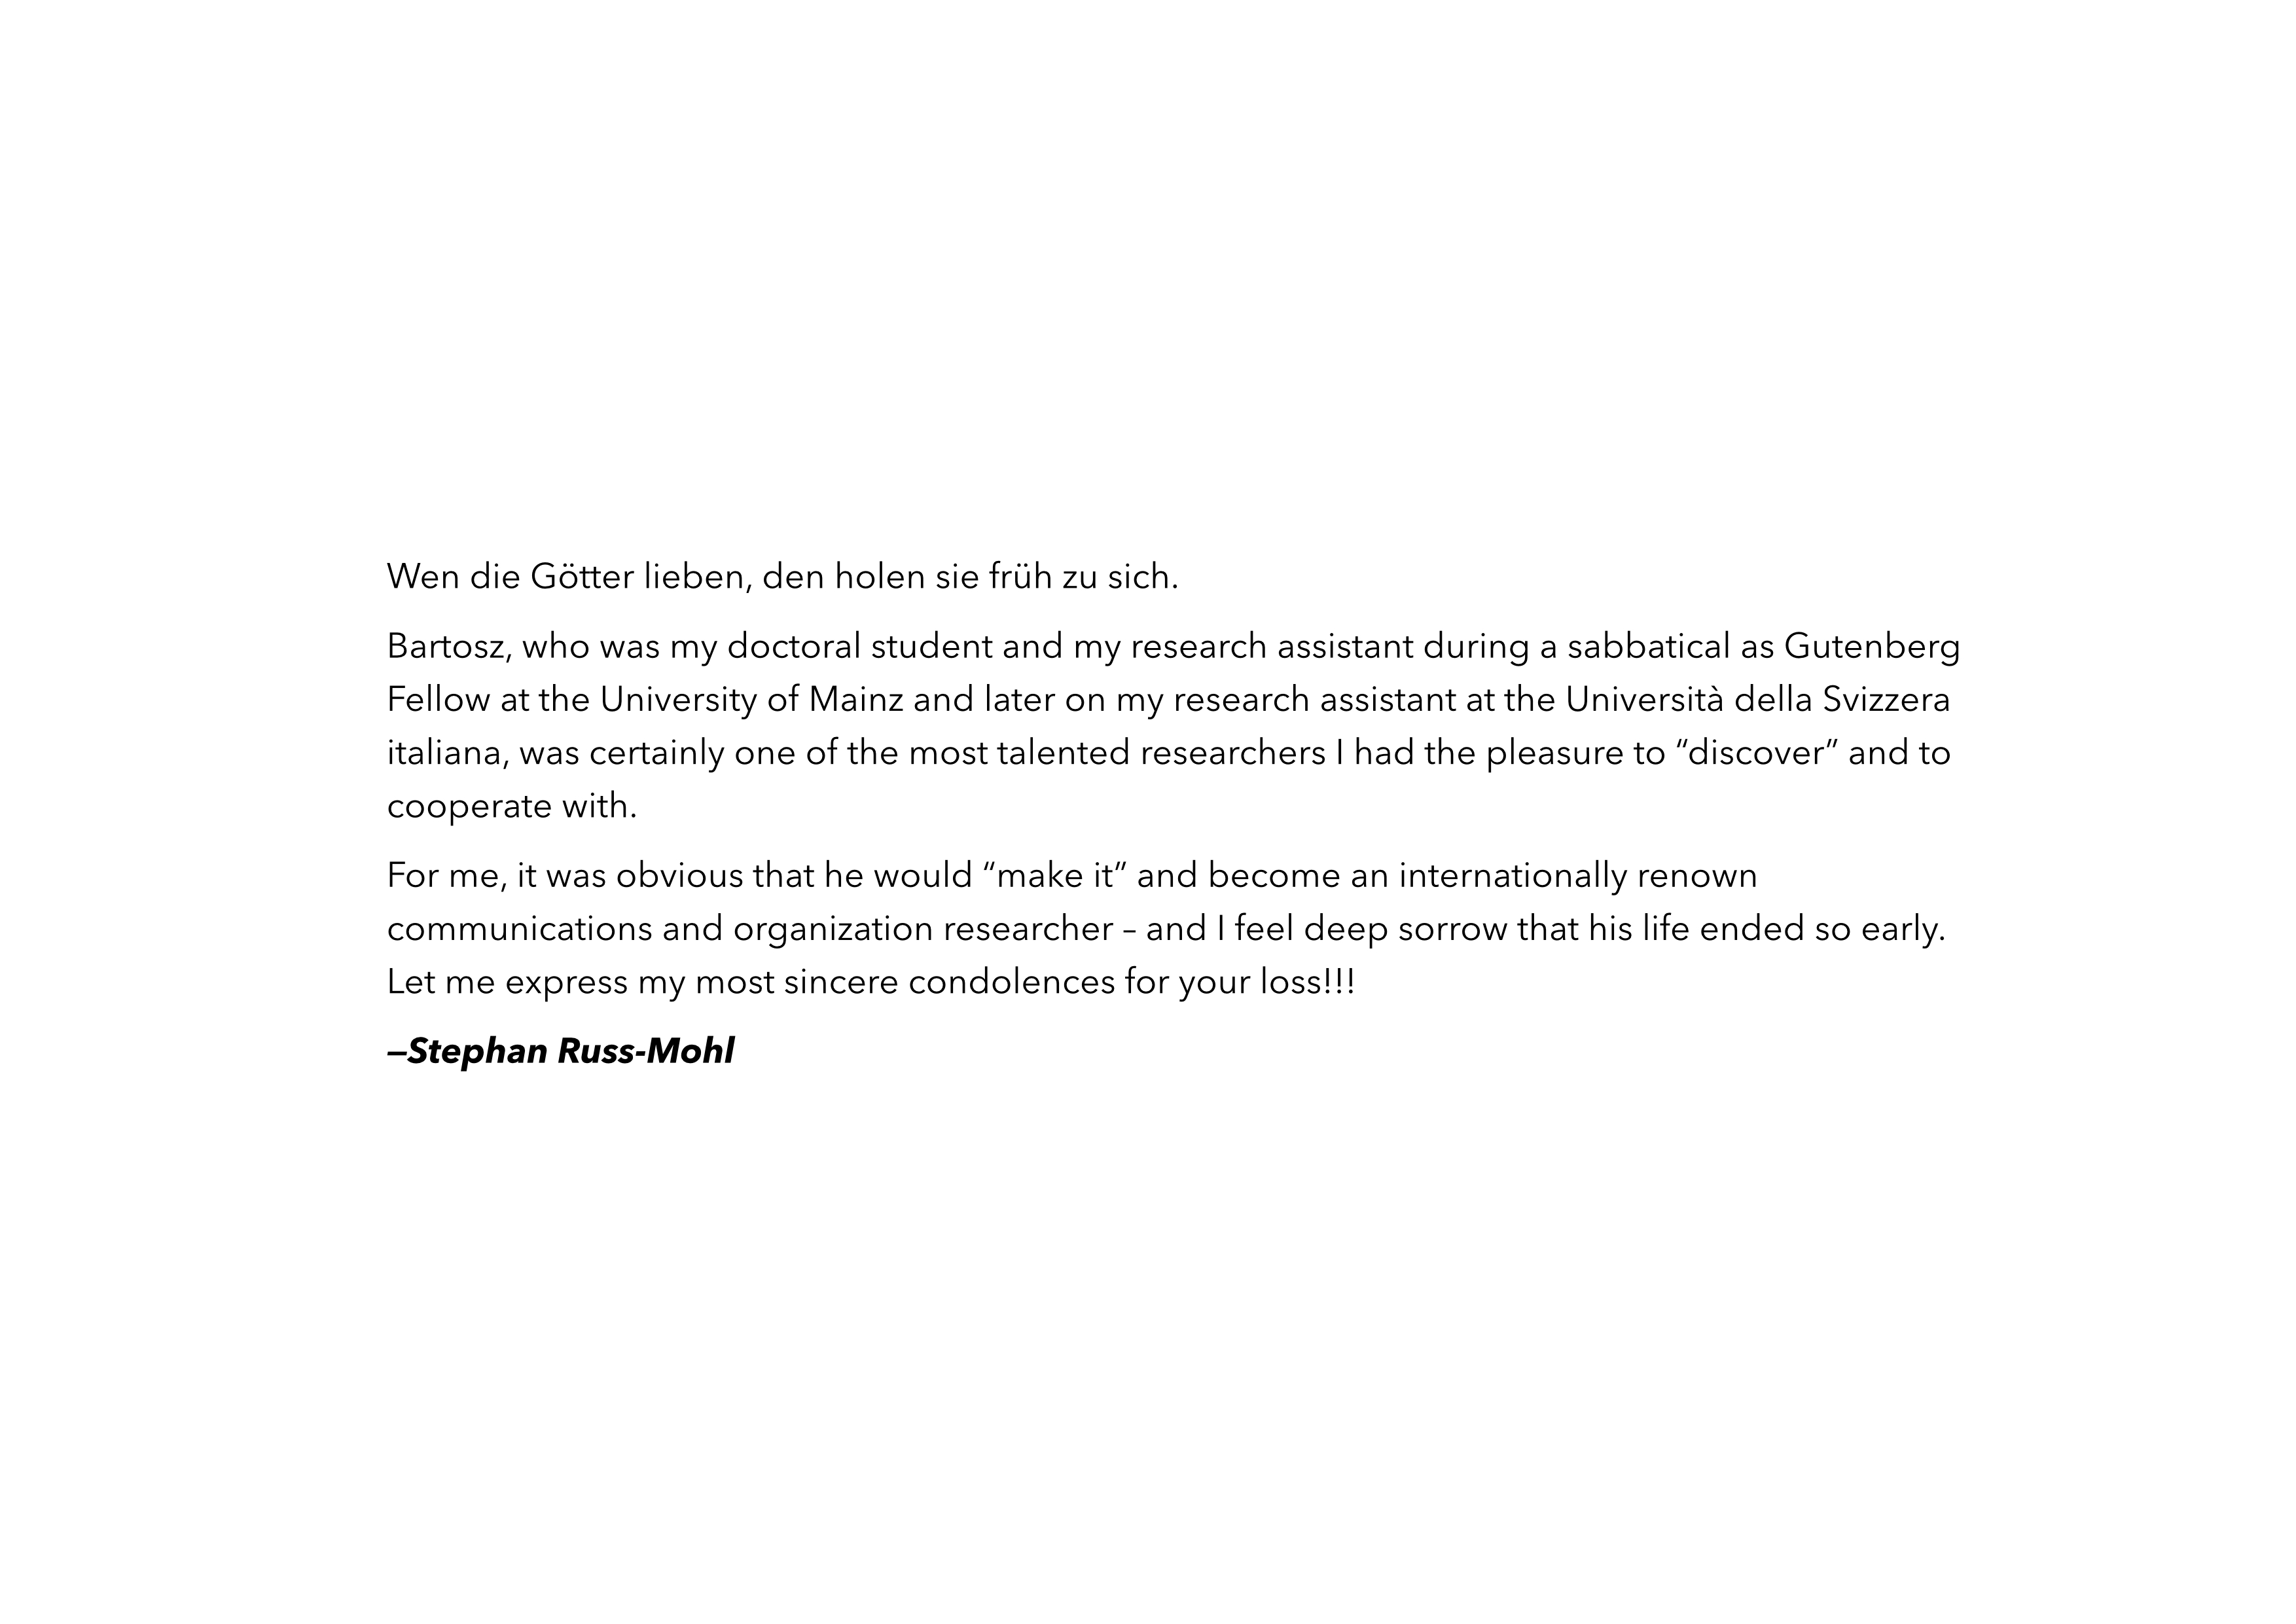 Wen die Götter lieben, den holen sie früh zu sich.
Bartosz, who was my doctoral student and my research assistant during a sabbatical as Gutenberg
Fellow at the University of Mainz and later on my research assistant at the Università della Svizzera
italiana, was certainly one of the most talented researchers I had the pleasure to “discover” and to
cooperate with.
For me, it was obvious that he would “make it” and become an internationally renown
communications and organization researcher – and I feel deep sorrow that his life ended so early.
Let me express my most sincere condolences for your loss!!!
—Stephan Russ-Mohl